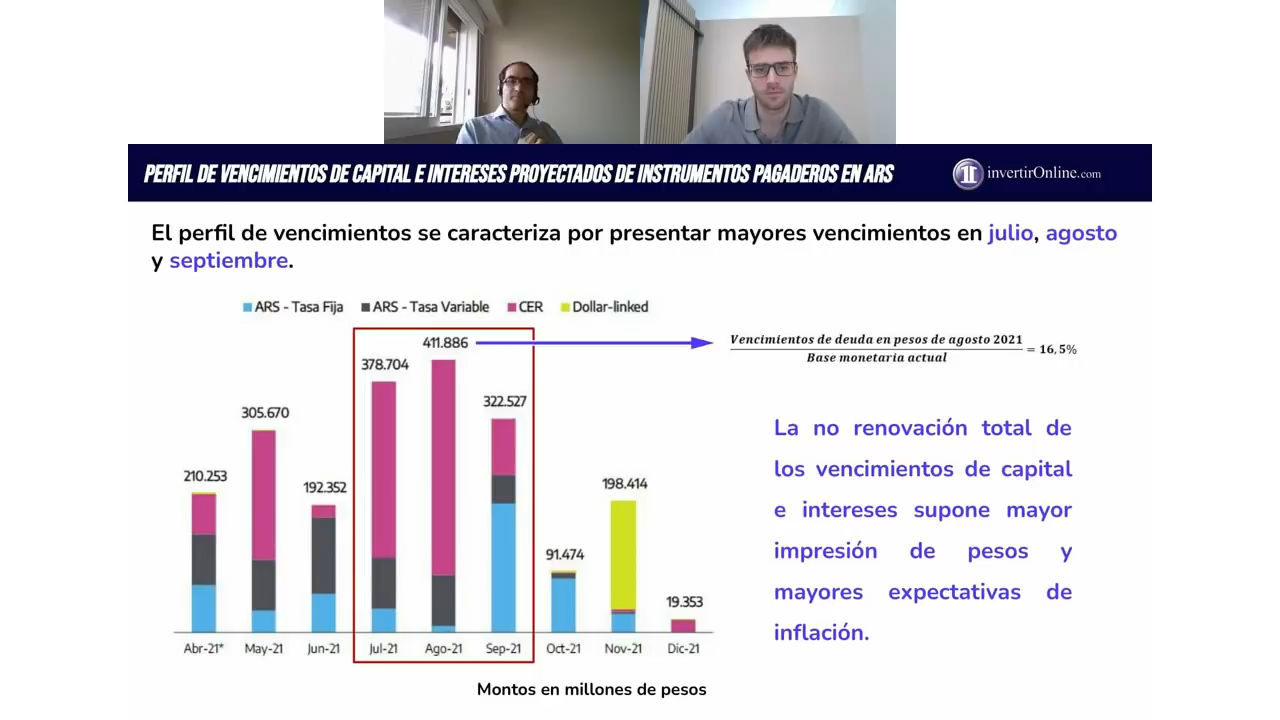 PERFIL DE VENCIMIENTOS DE CAPITAL E INTERESES PROYECTADOS DE INSTRUMENTOS PAGADEROS EN ARS
invertirOnline.com
El perfil de vencimientos se caracteriza por presentar mayores vencimientos en julio, agosto
y septiembre.
ARS - Tasa Fija ARS - Tasa Variable CER Dollar-linked
411.886
378.704
322.527
305.670
210.253
192.352
198.414
91.474
19.353
Abr-21* May-21 Jun-21 Jul-21 Ago-21 Sep-21 Oct-21 Nov-21 Dic-21
Montos en millones de pesos
Vencimientos de deuda en pesos de agosto 2021
Base monetaria actual
= 16,5%
La no renovación total de
los vencimientos de capital
e intereses supone mayor
impresión de pesos y
mayores expectativas de
inflación.